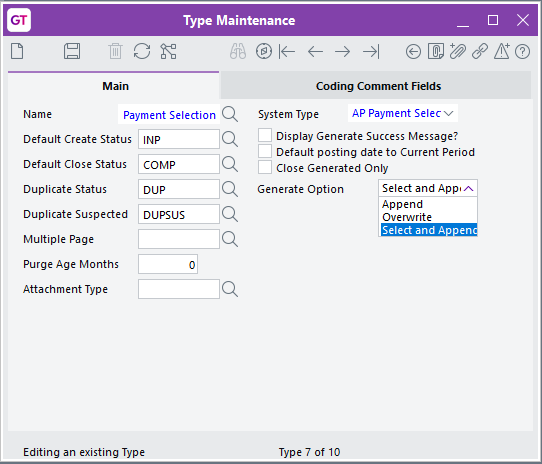 GT Type Maintenance
Main
Coding Comment Fields
Name Payment Selection
Default Create Status INP
Default Close Status COMP
Duplicate Status DUP
Duplicate Suspected DUPSUS
Multiple Page
Purge Age Months 0
Attachment Type
System Type AP Payment Selec
Display Generate Success Message?
Default posting date to Current Period
Close Generated Only
Generate Option Select and Appe
Append
Overwrite
Select and Append
Editing an existing Type
Type 7 of 10